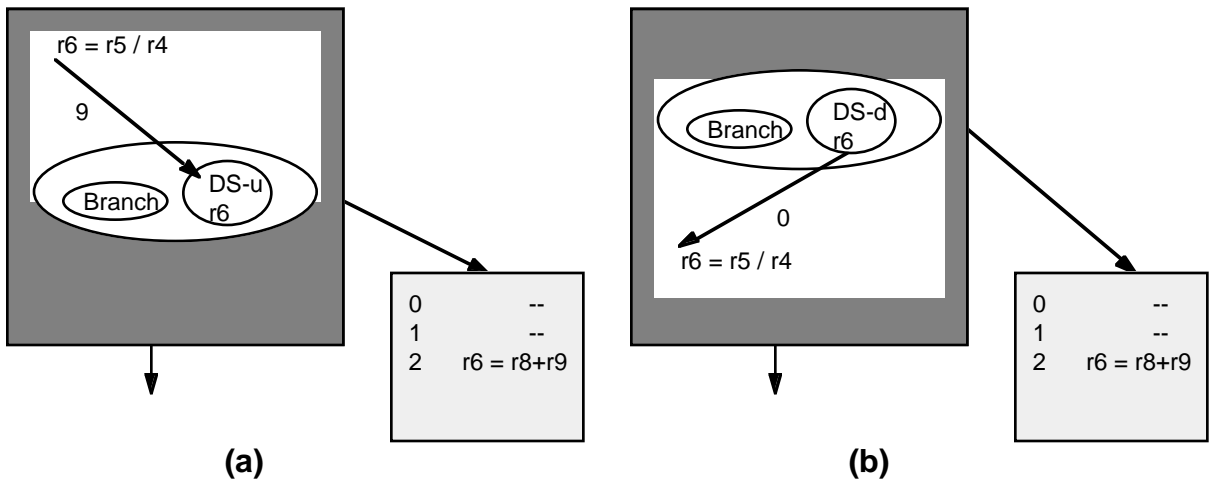 r6 = r5 / r4
9
Branch
DS-u
r6
0 --
1 --
2 r6 = r8+r9
(a)
Branch
DS-d
r6
0
r6 = r5 / r4
0 --
1 --
2 r6 = r8+r9
(b)